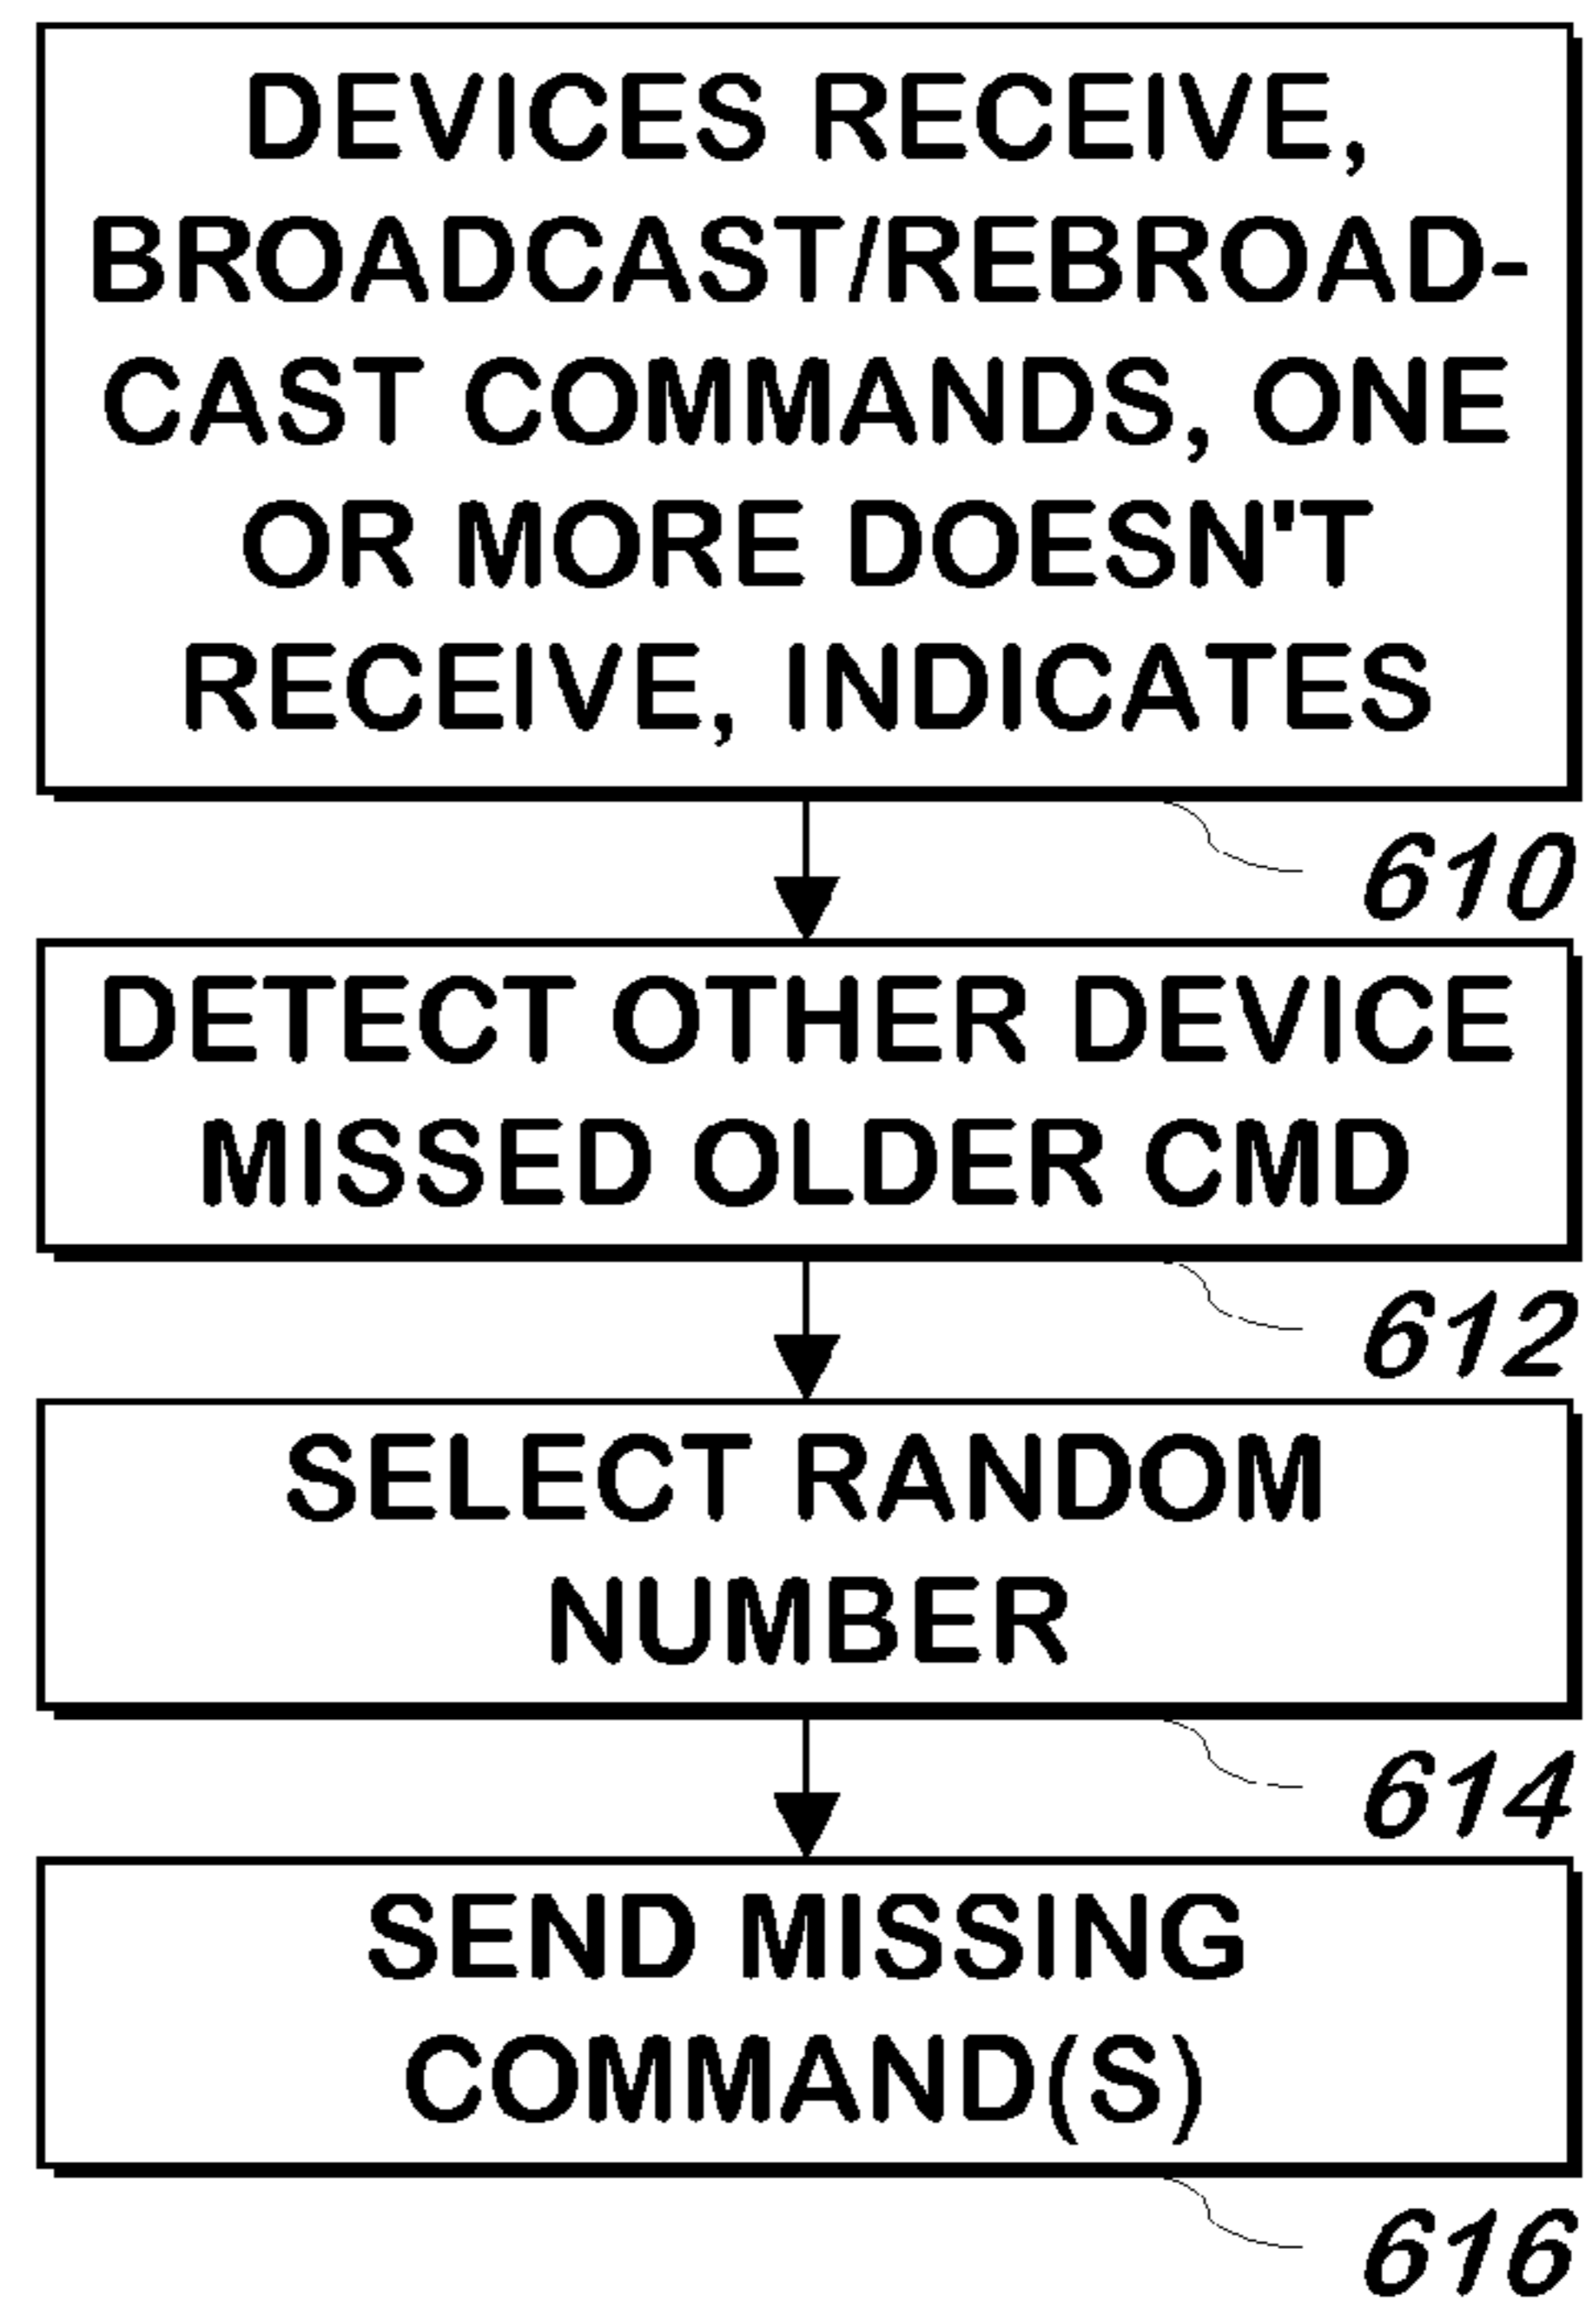 DEVICES RECEIVE,
BROADCAST/REBROAD-
CAST COMMANDS, ONE
OR MORE DOESN'T
RECEIVE, INDICATES
610
DETECT OTHER DEVICE
MISSED OLDER CMD
612
SELECT RANDOM
NUMBER
614
SEND MISSING
COMMAND(S)
616